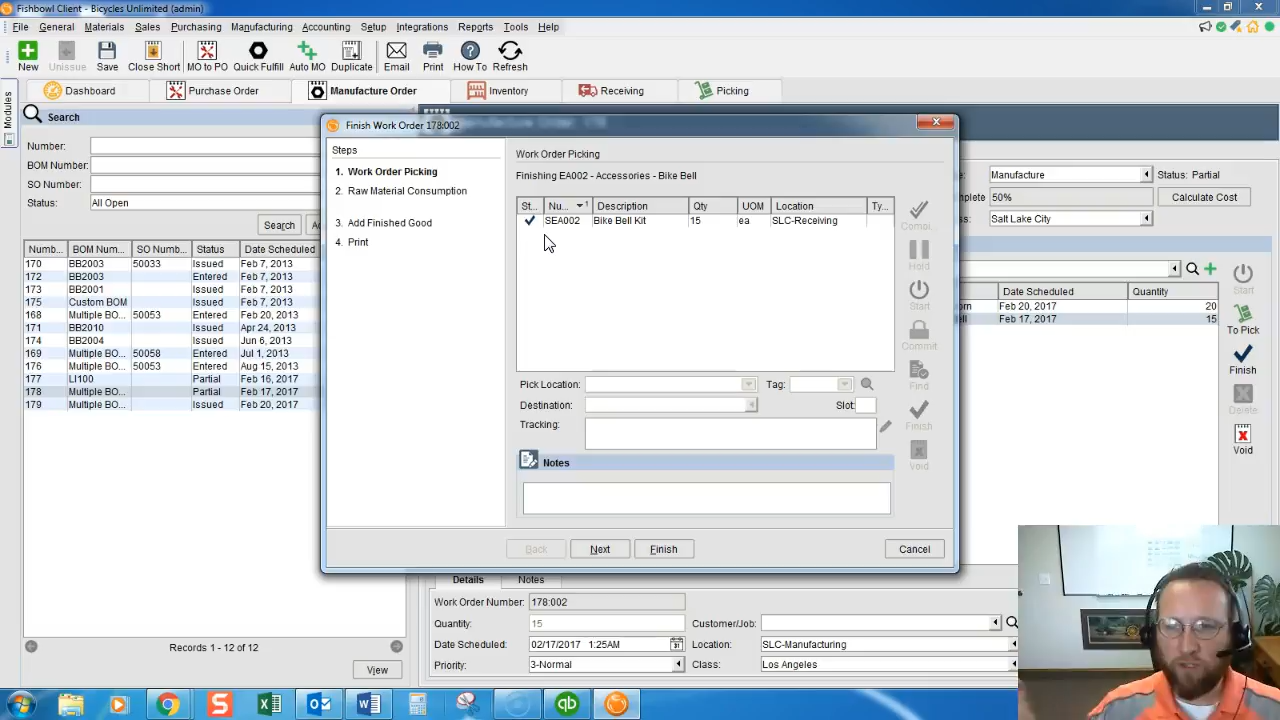 Fishbowl Client - Bicycles Unlimited (admin)
File General Materials Sales Purchasing Manufacturing Accounting Setup Integrations Reports Tools Help
New Unissue Save Close Short MO to PO Quick Fulfill Auto MO Duplicate Email Print How To Refresh
Dashboard Purchase Order Manufacture Order Inventory Receiving Picking
Modules
Search
Number:
BOM Number:
SO Number:
Status: All Open
Search
Numb... BOM Num... SO Numb... Status Date Scheduled
170 BB2003 50033 Issued Feb 7, 2013
172 BB2003 Entered Feb 7, 2013
173 BB2001 Issued Feb 7, 2013
175 Custom BOM Issued Feb 7, 2013
168 Multiple BO... 50053 Issued Feb 20, 2013
171 BB2010 Issued Apr 24, 2013
174 BB2004 Issued Jun 6, 2013
169 Multiple BO... 50058 Entered Jul 1, 2013
176 Multiple BO... 50053 Entered Aug 15, 2013
177 LI100 Partial Feb 16, 2017
178 Multiple BO... Partial Feb 17, 2017
179 Multiple BO... Issued Feb 20, 2017
Records 1 - 12 of 12
View
Finish Work Order 178:002
Steps
1. Work Order Picking
2. Raw Material Consumption
3. Add Finished Good
4. Print
Work Order Picking
Finishing EA002 - Accessories - Bike Bell
St... Nu... 1 Description Qty UOM Location Ty...
SEA002 Bike Bell Kit 15 ea SLC-Receiving
Hold
Start
Commit
Find
Finish
Void
Pick Location: Tag:
Destination: Slot:
Tracking:
Notes
Back Next Finish Cancel
Manufacture Status: Partial
50% Calculate Cost
Salt Lake City
Date Scheduled Quantity
Feb 20, 2017 20
Feb 17, 2017 15
Start
To Pick
Finish
Delete
Void
Details Notes
Work Order Number: 178:002
Quantity: 15 Customer/Job:
Date Scheduled: 02/17/2017 1:25AM Location: SLC-Manufacturing
Priority: 3-Normal Class: Los Angeles